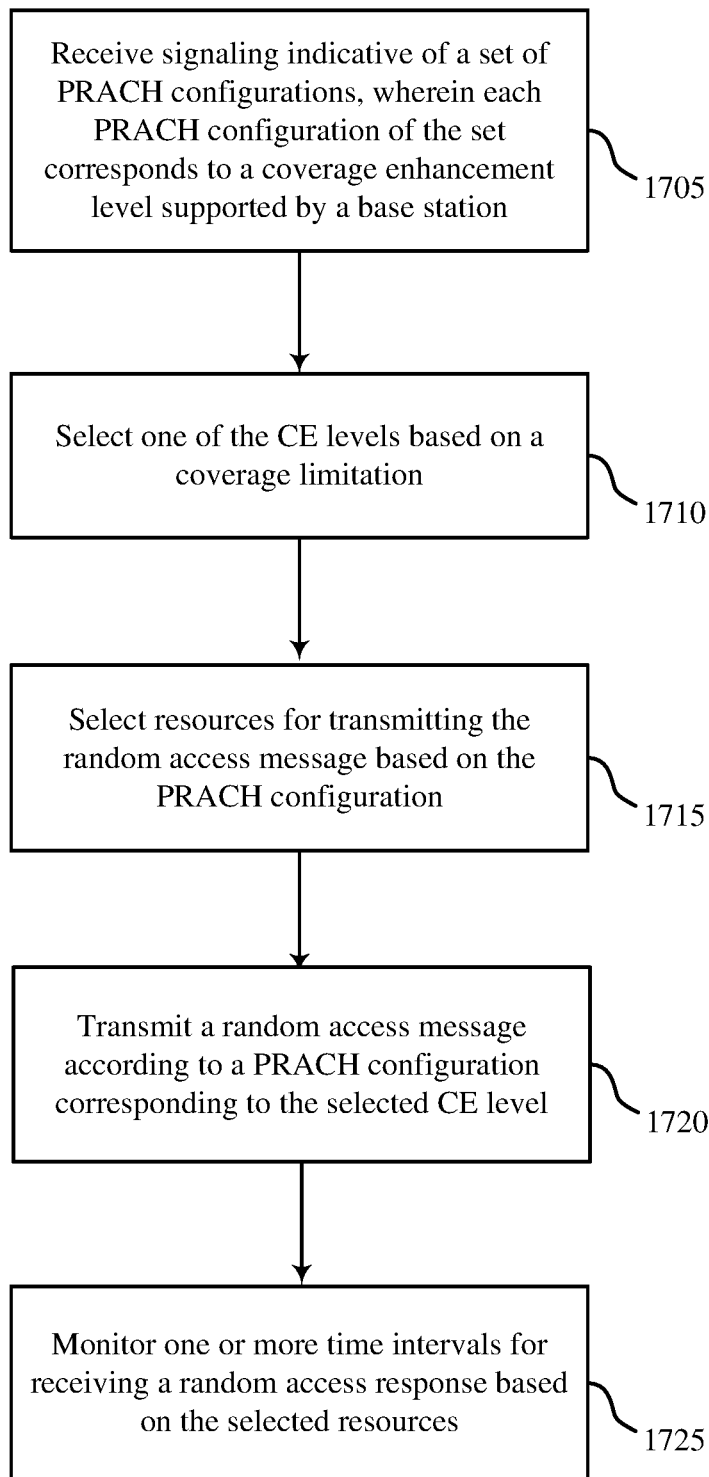 Receive signaling indicative of a set of
PRACH configurations, wherein each
PRACH configuration of the set
corresponds to a coverage enhancement
level supported by a base station
1705
Select one of the CE levels based on a
coverage limitation
1710
Select resources for transmitting the
random access message based on the
PRACH configuration
1715
Transmit a random access message
according to a PRACH configuration
corresponding to the selected CE level
1720
Monitor one or more time intervals for
receiving a random access response based
on the selected resources
1725